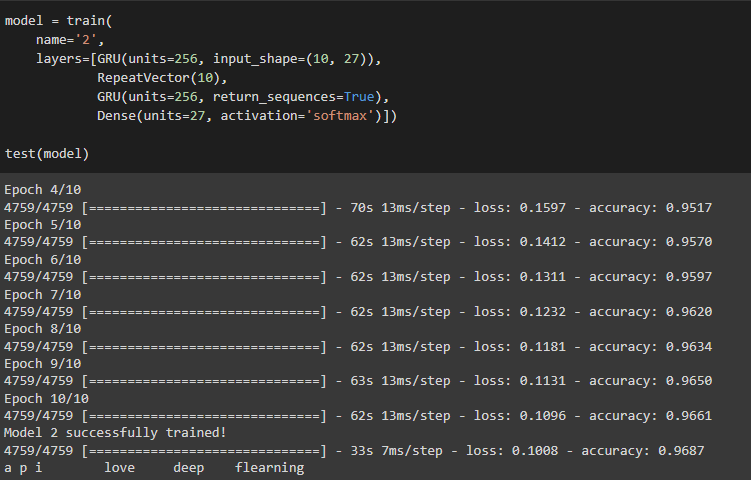 model = train(
    name='2',
    layers=[GRU(units=256, input_shape=(10, 27)),
            RepeatVector(10),
            GRU(units=256, return_sequences=True),
            Dense(units=27, activation='softmax')])
test(model)
Epoch 4/10
4759/4759 [==============================] - 70s 13ms/step - loss: 0.1597 - accuracy: 0.9517
Epoch 5/10
4759/4759 [==============================] - 62s 13ms/step - loss: 0.1412 - accuracy: 0.9570
Epoch 6/10
4759/4759 [==============================] - 62s 13ms/step - loss: 0.1311 - accuracy: 0.9597
Epoch 7/10
4759/4759 [==============================] - 62s 13ms/step - loss: 0.1232 - accuracy: 0.9620
Epoch 8/10
4759/4759 [==============================] - 62s 13ms/step - loss: 0.1181 - accuracy: 0.9634
Epoch 9/10
4759/4759 [==============================] - 63s 13ms/step - loss: 0.1131 - accuracy: 0.9650
Epoch 10/10
4759/4759 [==============================] - 62s 13ms/step - loss: 0.1096 - accuracy: 0.9661
Model 2 successfully trained!
4759/4759 [==============================] - 33s 7ms/step - loss: 0.1008 - accuracy: 0.9687
a p i        love     deep    flearning